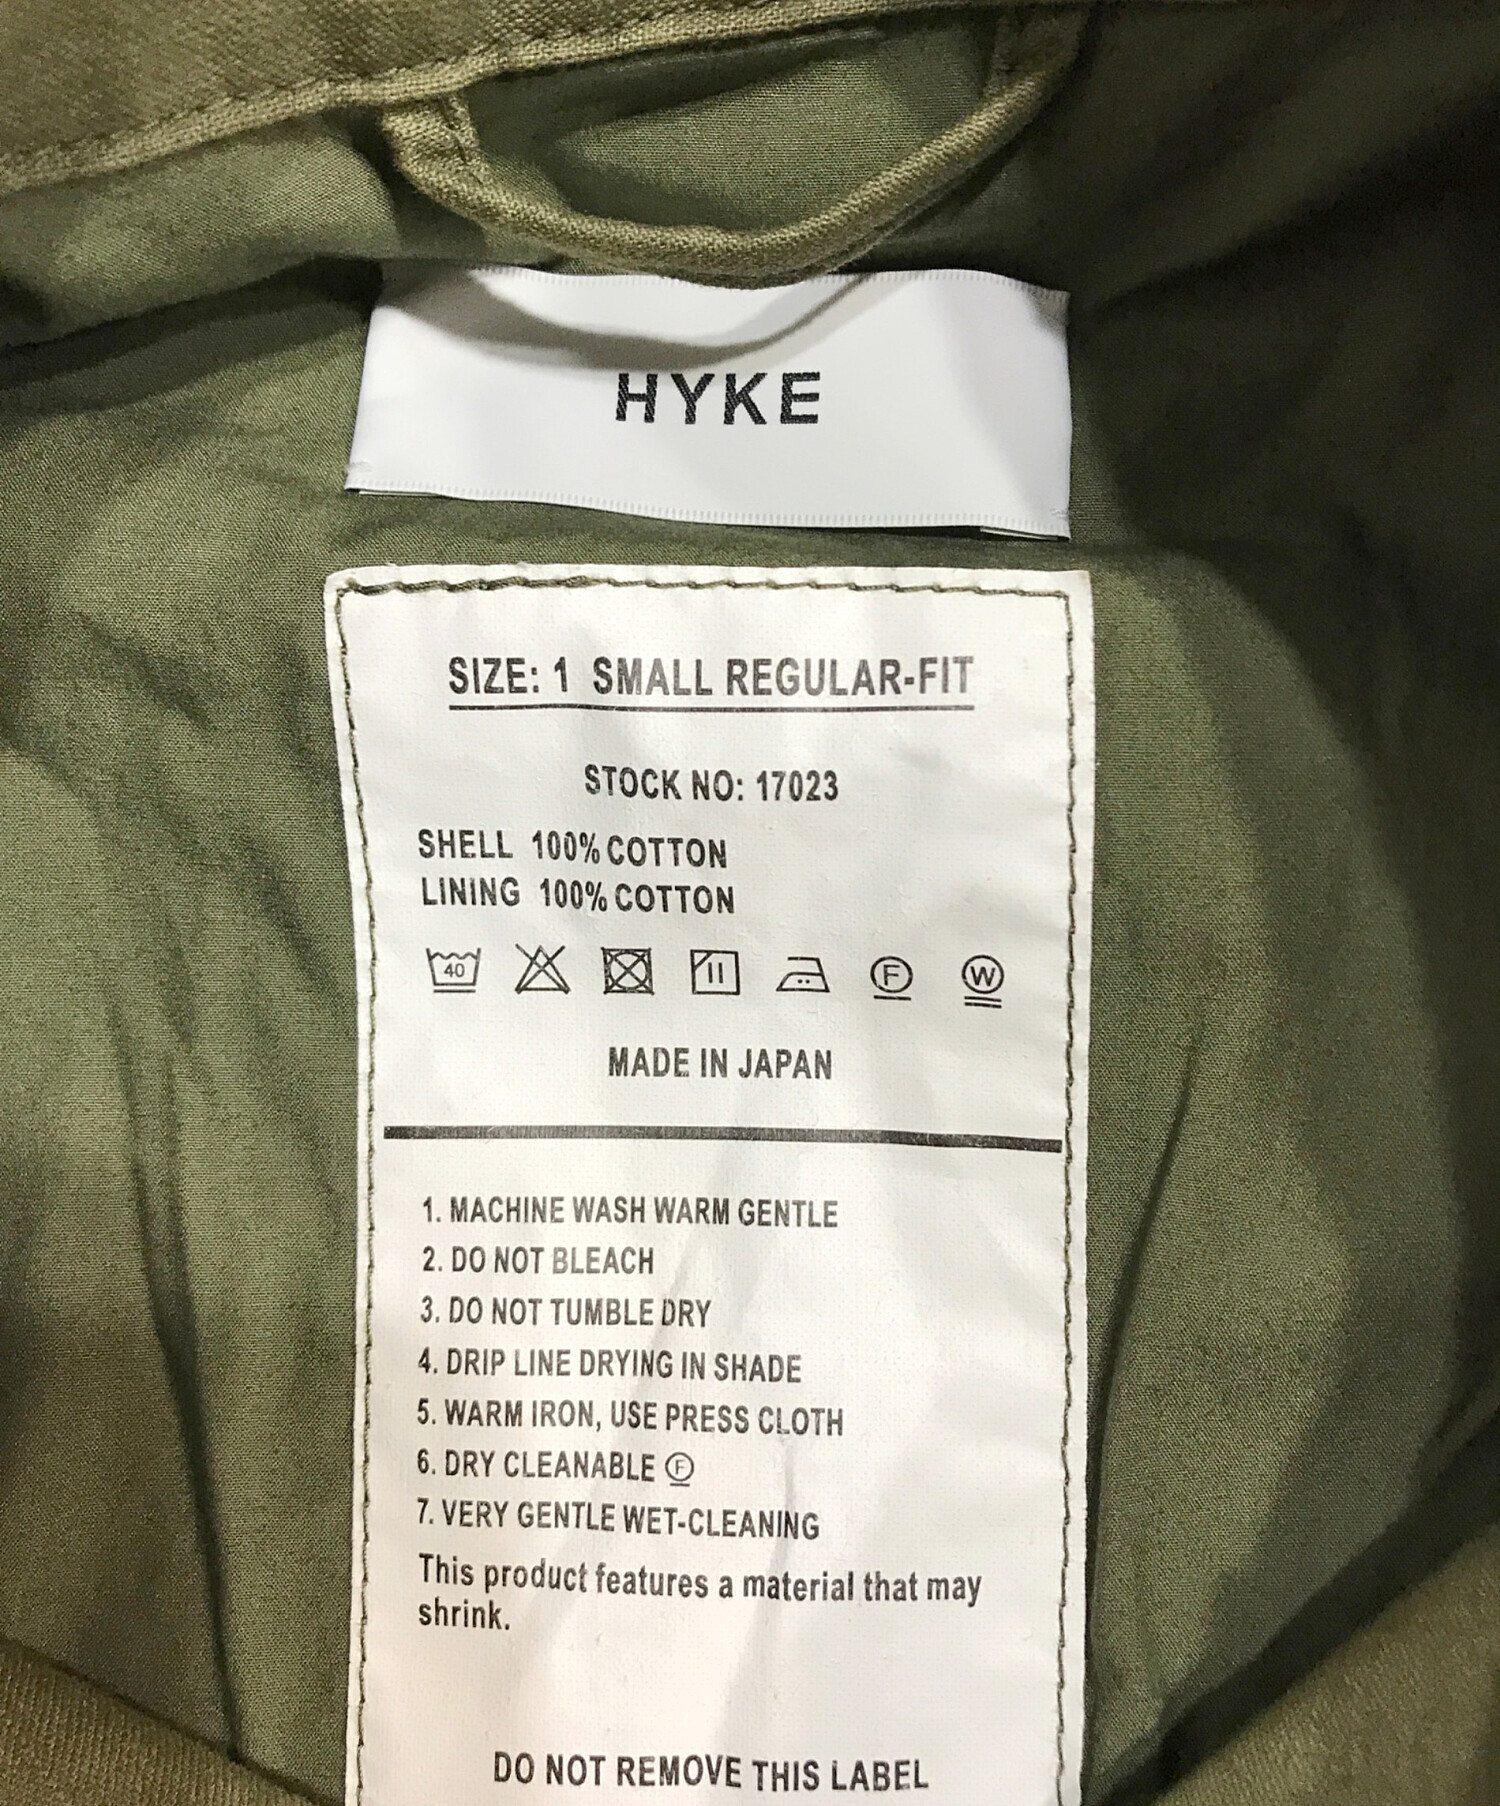 HYKE
SIZE: 1 SMALL REGULAR-FIT
STOCK NO: 17023
SHELL 100% COTTON
LINING 100% COTTON
40 F W
MADE IN JAPAN
1. MACHINE WASH WARM GENTLE
2. DO NOT BLEACH
3. DO NOT TUMBLE DRY
4. DRIP LINE DRYING IN SHADE
5. WARM IRON, USE PRESS CLOTH
6. DRY CLEANABLE F
7. VERY GENTLE WET-CLEANING
This product features a material that may
shrink.
DO NOT REMOVE THIS LABEL